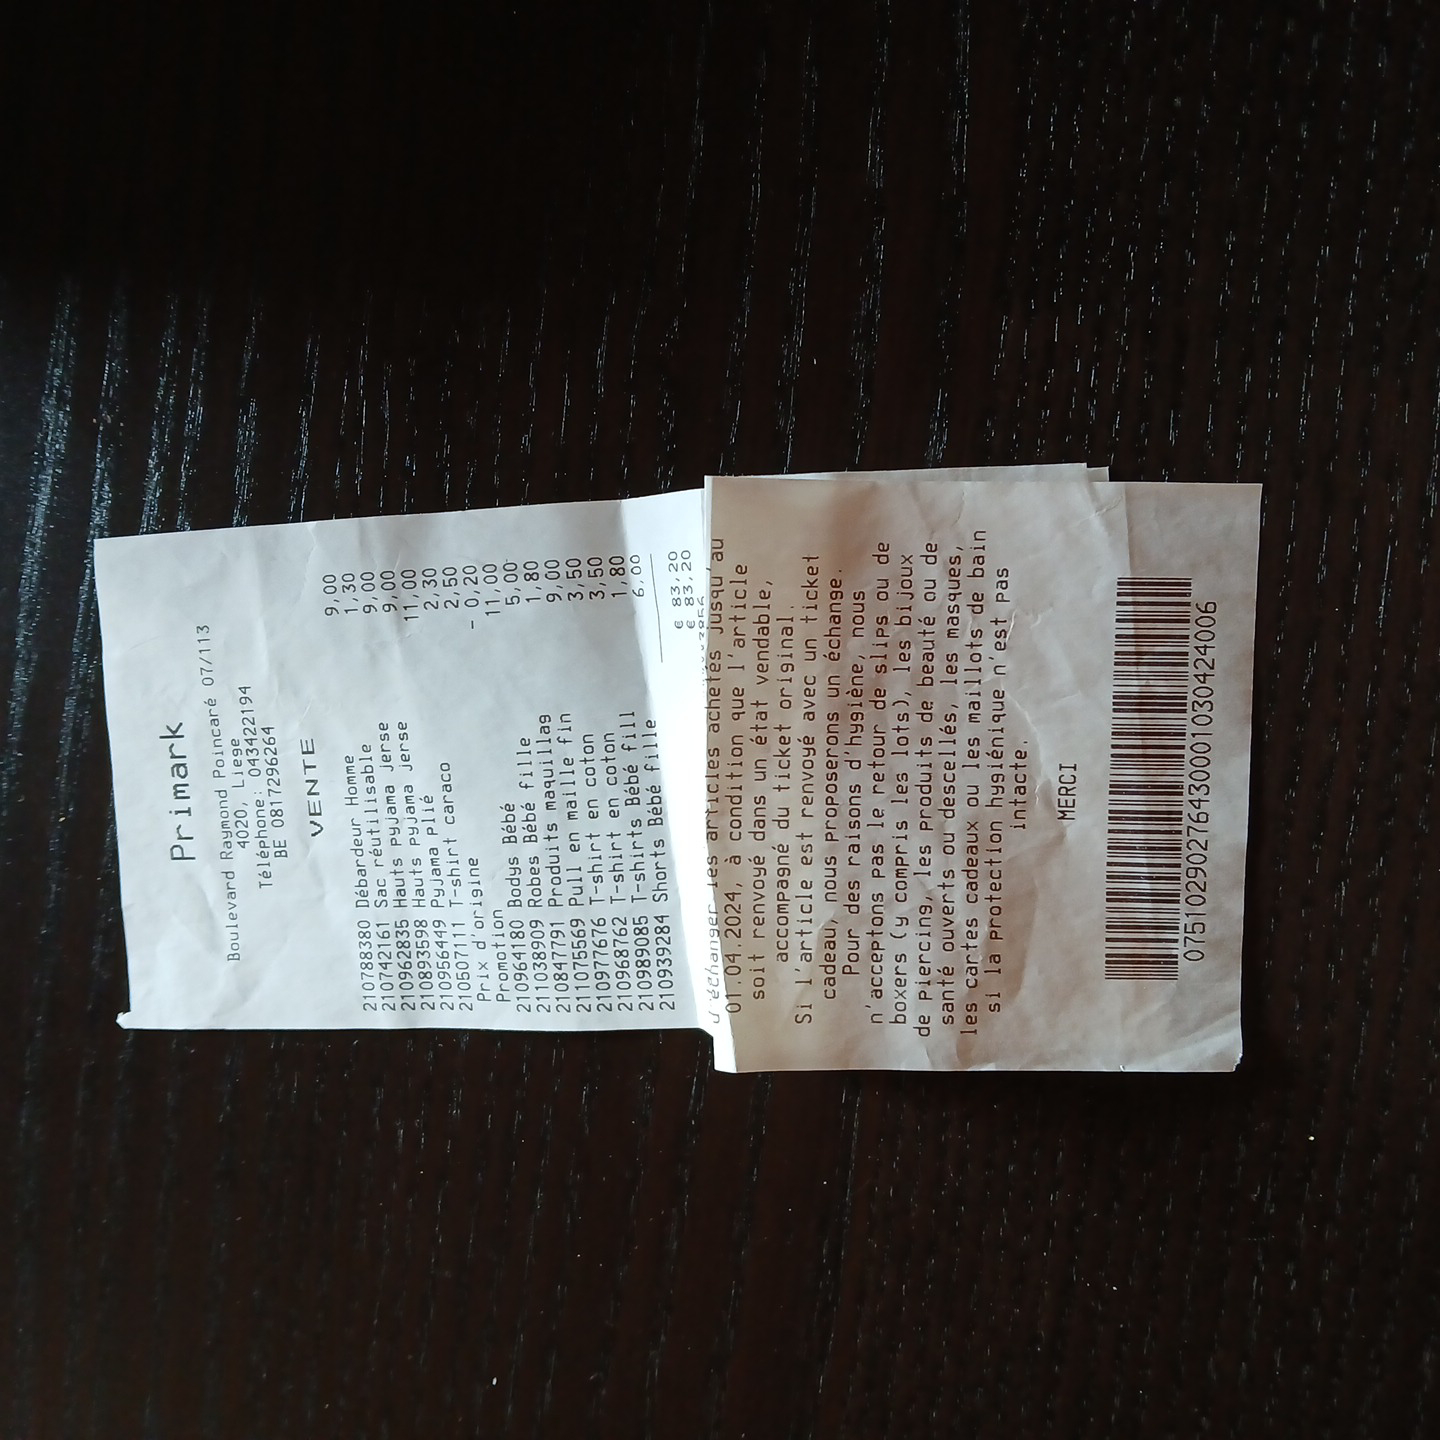 Primark
Boulevard Raymond Poincaré 07/113
4020, Liege
Téléphone: 043422194
BE 0817296264
VENTE
210788380 Débardeur Homme 9,00
210742161 Sac réutilisable 1,30
210962835 Hauts pyjama Jerse 9,00
210893598 Hauts pyjama Jerse 9,00
210956449 Pyjama Plié 11,00
210507111 T-shirt caraco 2,30
Prix d'origine 2,50
Promotion - 0,20
210964180 Bodys Bébé 11,00
211038909 Robes Bébé fille 5,00
210847791 Produits maquillag 1,80
211075569 Pull en maille fin 9,00
210977676 T-shirt en coton 3,50
210968762 T-shirt en coton 3,50
210989085 T-shirts Bébé fill 1,80
210939284 Shorts Bébé fille 6,00
€ 83,20
€ 83,20
d'échanger les articles achetés jusqu'au
01.04.2024, à condition que l'article
soit renvoyé dans un état vendable,
accompagné du ticket original.
Si l'article est renvoyé avec un ticket
cadeau, nous proposerons un échange.
Pour des raisons d'hygiène, nous
n'acceptons pas le retour de slips ou de
boxers (y compris les lots), les bijoux
de piercing, les produits de beauté ou de
santé ouverts ou descellés, les masques,
les cartes cadeaux ou les maillots de bain
si la protection hygiénique n'est pas
intacte.
MERCI
07510290276430001030424006